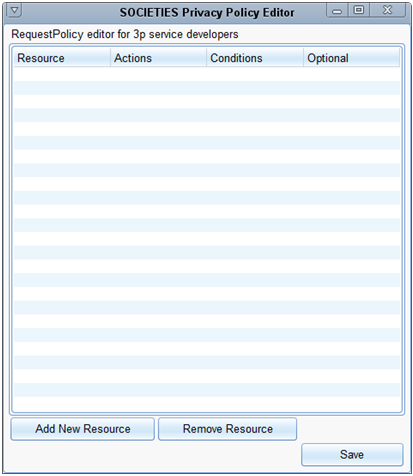 SOCIETIES Privacy Policy Editor
RequestPolicy editor for 3p service developers
Resource Actions Conditions Optional
Add New Resource Remove Resource
Save